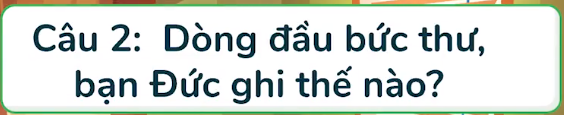 Câu 2: Dòng đầu bức thư,
bạn Đức ghi thế nào?